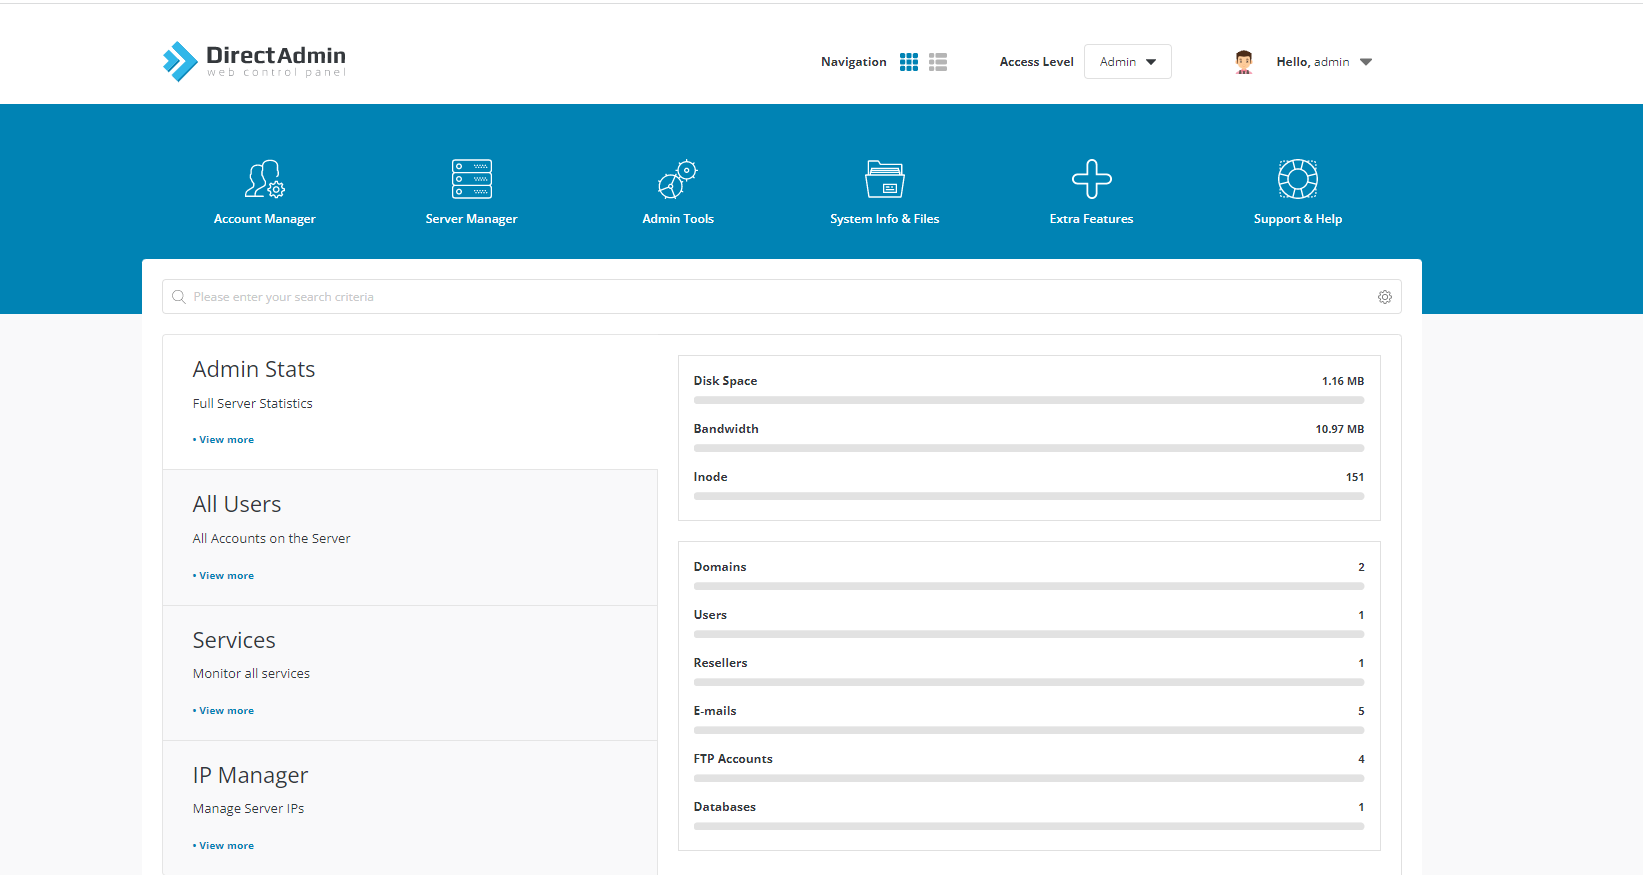 DirectAdmin
web control panel
Navigation
Access Level
Admin
Hello, admin
Account Manager
Server Manager
Admin Tools
System Info & Files
Extra Features
Support & Help
Please enter your search criteria
Admin Stats
Full Server Statistics
• View more
All Users
All Accounts on the Server
• View more
Services
Monitor all services
• View more
IP Manager
Manage Server IPs
• View more
Disk Space 1.16 MB
Bandwidth 10.97 MB
Inode 151
Domains 2
Users 1
Resellers 1
E-mails 5
FTP Accounts 4
Databases 1